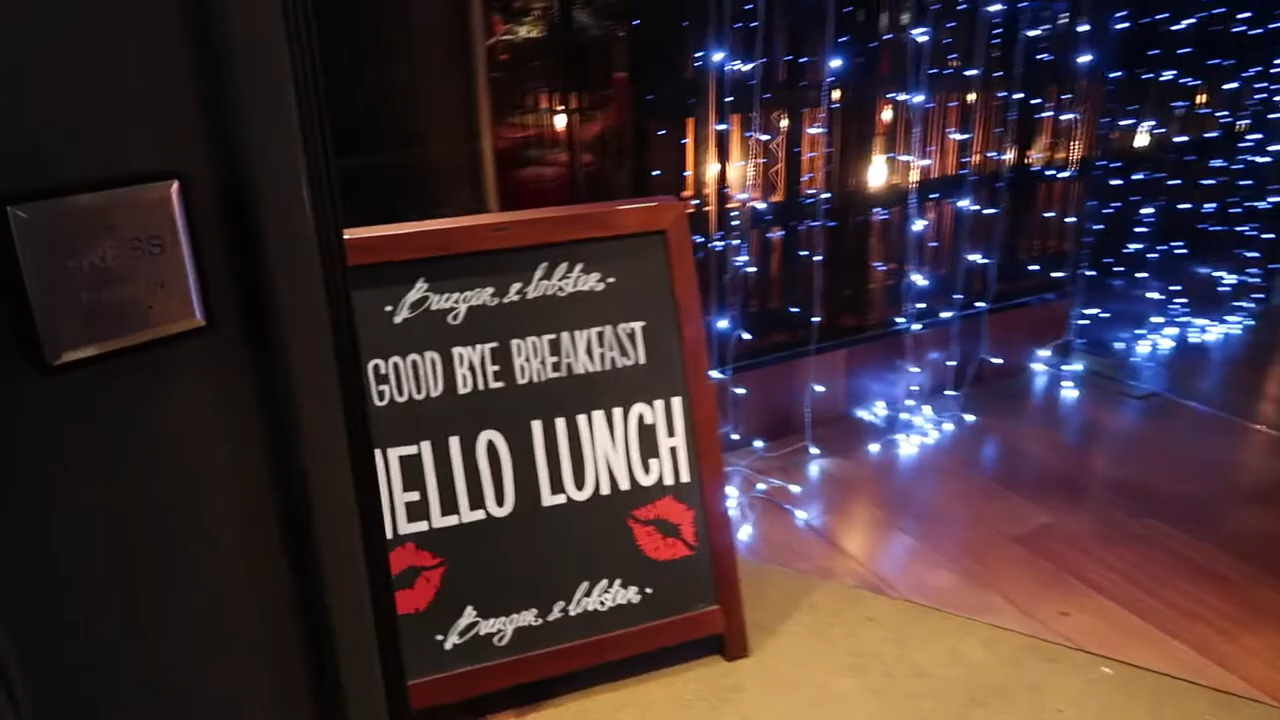 ·Burger & lobster·
GOOD BYE BREAKFAST
HELLO LUNCH
·Burger & lobster·